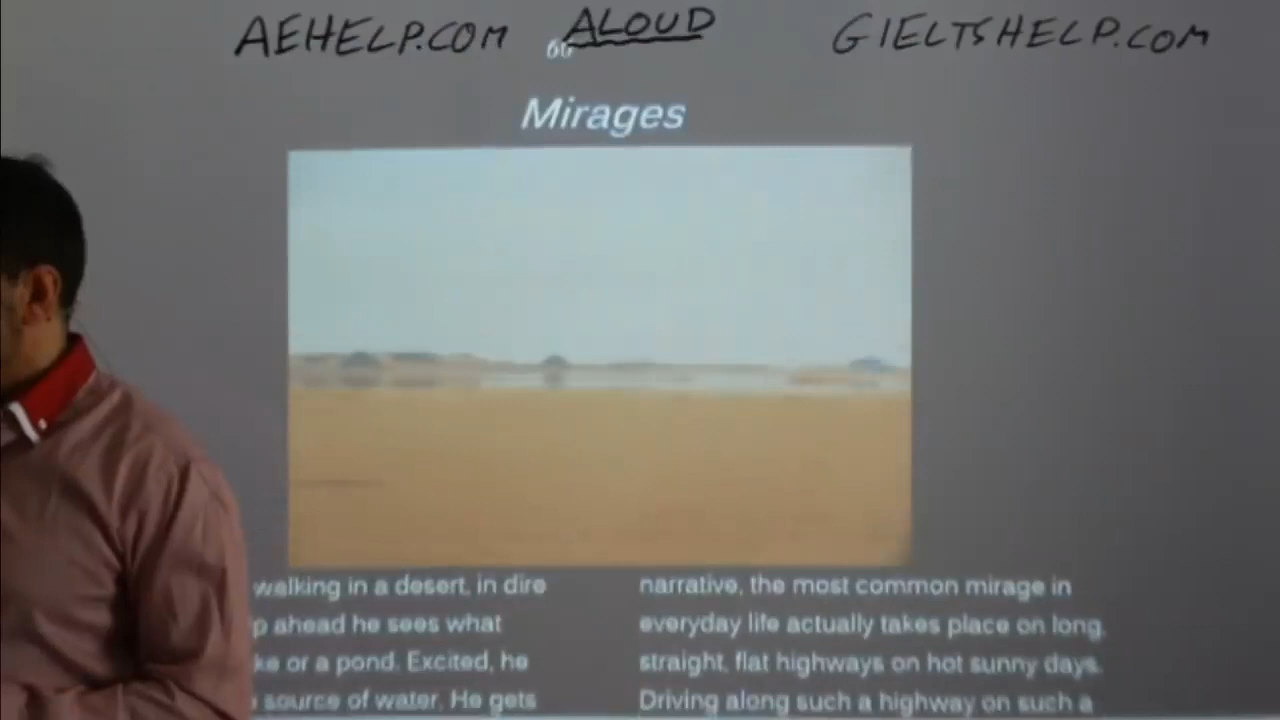 AEHELP.COM ALOUD GIELTSHELP.COM
60
Mirages
walking in a desert, in dire
p ahead he sees what
ke or a pond. Excited, he
source of water. He gets
narrative, the most common mirage in
everyday life actually takes place on long,
straight, flat highways on hot sunny days.
Driving along such a highway on such a